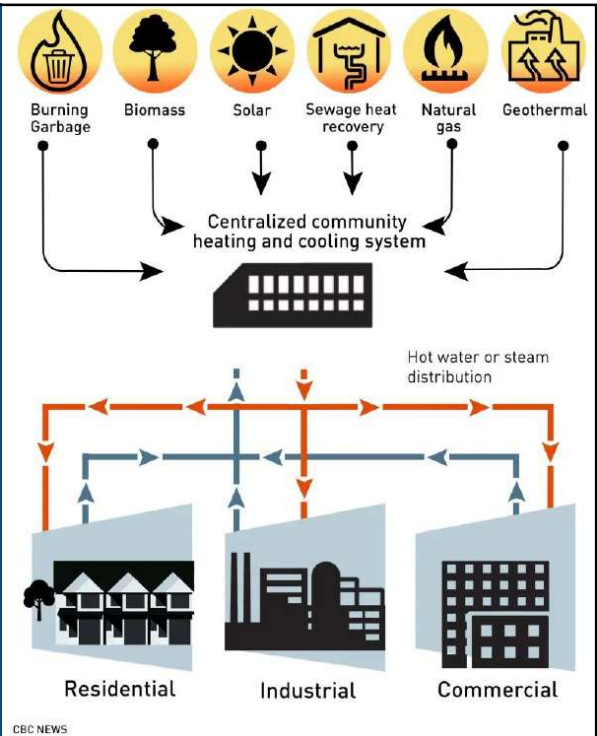 Burning
Garbage
Biomass
Solar
Sewage heat
recovery
Natural
gas
Geothermal
Centralized community
heating and cooling system
Hot water or steam
distribution
Residential
Industrial
Commercial
CBC NEWS